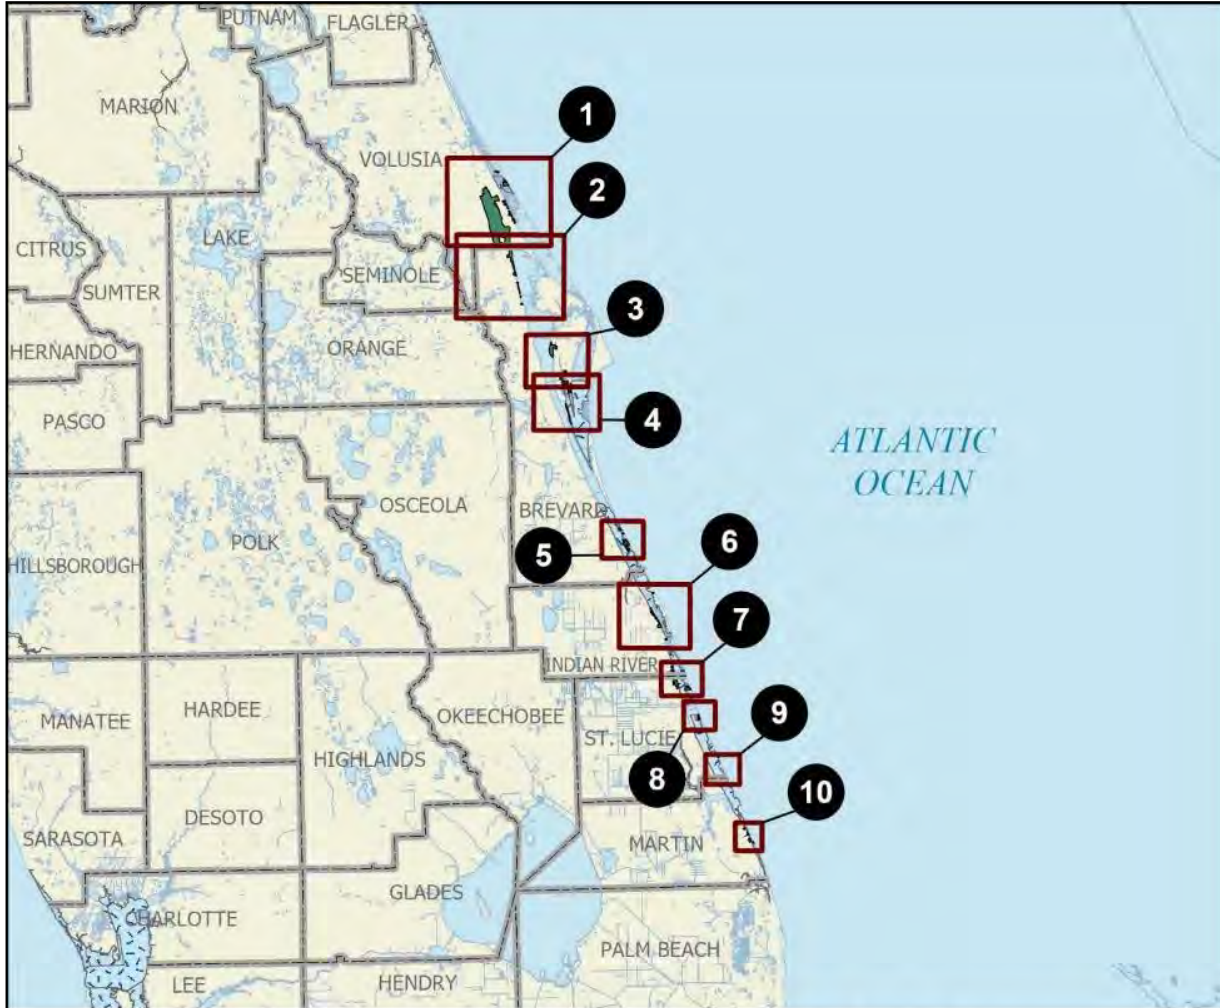 PUTNAM
FLAGLER
MARION
1
VOLUSIA
2
LAKE
CITRUS
SEMINOLE
SUMTER
3
ORANGE
HERNANDO
PASCO
4
ATLANTIC
OCEAN
OSCEOLA
BREVARD
POLK
6
5
HILLSBOROUGH
7
INDIAN RIVER
HARDEE
OKEECHOBEE
MANATEE
9
ST. LUCIE
HIGHLANDS
8
10
DESOTO
SARASOTA
MARTIN
GLADES
CHARLOTTE
PALM BEACH
LEE
HENDRY